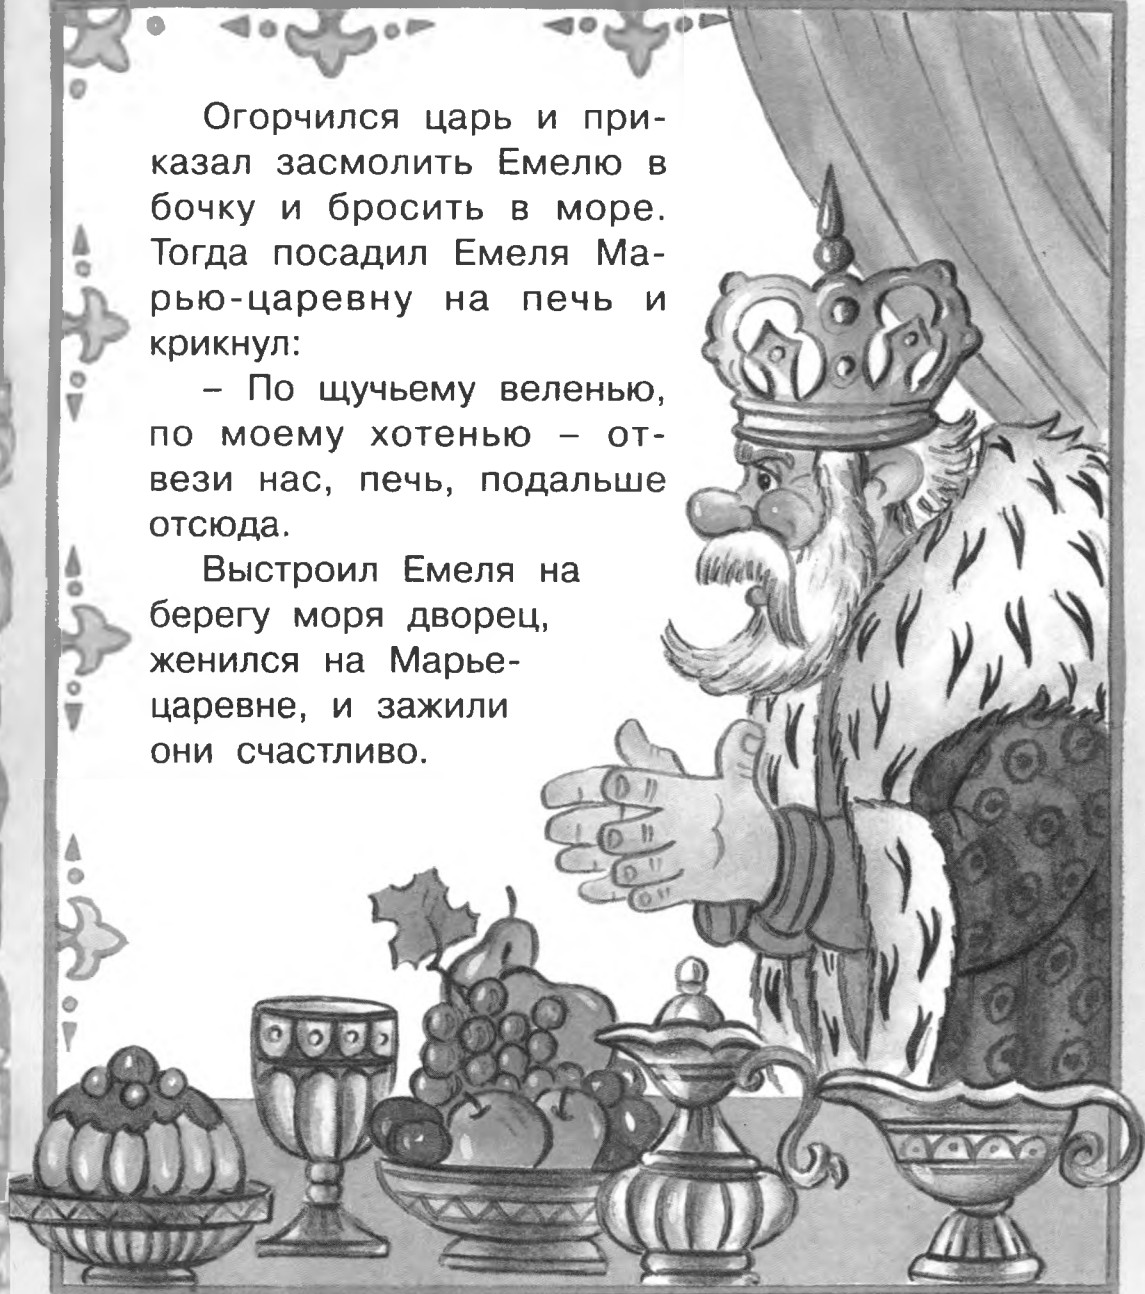 Огорчился царь и при-
казал засмолить Емелю в
бочку и бросить в море.
Тогда посадил Емеля Ма-
рью-царевну на печь и
крикнул:
– По щучьему веленью,
по моему хотенью – от-
вези нас, печь, подальше
отсюда.
Выстроил Емеля на
берегу моря дворец,
женился на Марье-
царевне, и зажили
они счастливо.